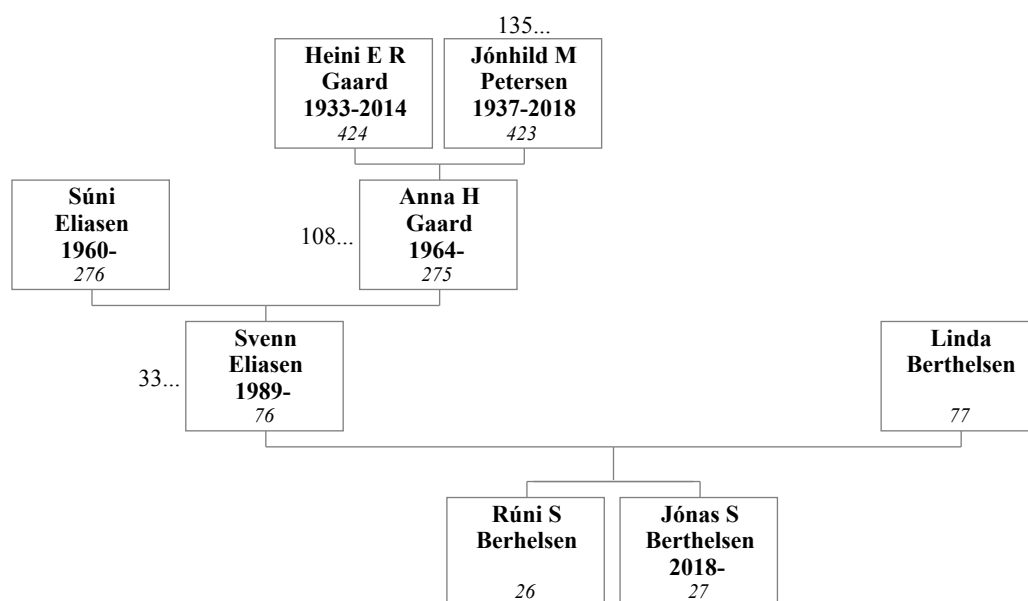 135...
Heini E R
Gaard
1933-2014
424
Jónhild M
Petersen
1937-2018
423
Súni
Eliasen
1960-
276
108...
Anna H
Gaard
1964-
275
33...
Svenn
Eliasen
1989-
76
Linda
Berthelsen
77
Rúni S
Berhelsen
26
Jónas S
Berthelsen
2018-
27